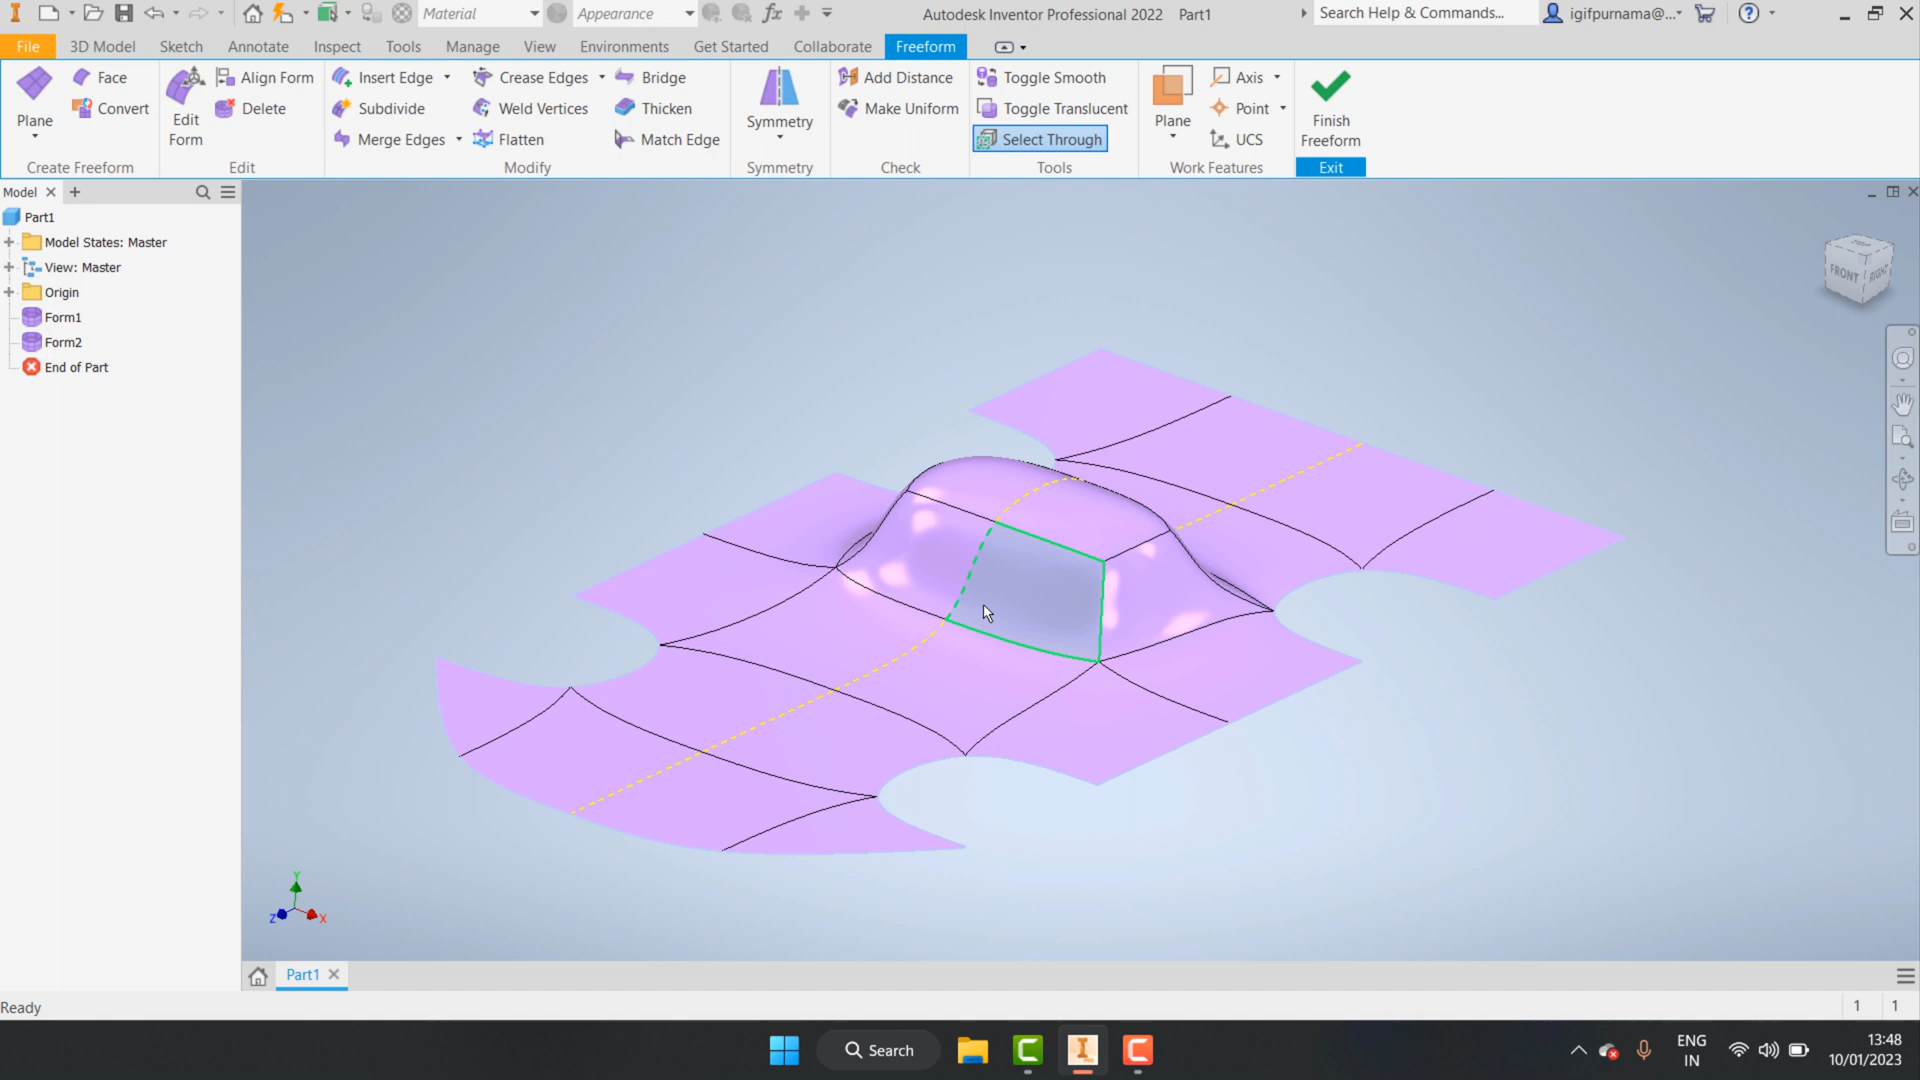 Material
Appearance
fx
Autodesk Inventor Professional 2022 Part1
Search Help & Commands...
igifpurnama@...
File
3D Model
Sketch
Annotate
Inspect
Tools
Manage
View
Environments
Get Started
Collaborate
Freeform
Plane
Face
Convert
Create Freeform
Edit Form
Align Form
Delete
Edit
Insert Edge
Subdivide
Merge Edges
Crease Edges
Weld Vertices
Flatten
Bridge
Thicken
Match Edge
Modify
Symmetry
Symmetry
Add Distance
Make Uniform
Check
Toggle Smooth
Toggle Translucent
Select Through
Tools
Plane
Axis
Point
UCS
Work Features
Finish Freeform
Exit
Model
Part1
Model States: Master
View: Master
Origin
Form1
Form2
End of Part
TOP
FRONT
RIGHT
Y
Z
X
Part1
Ready
1 1
Search
ENG
IN
13:48
10/01/2023